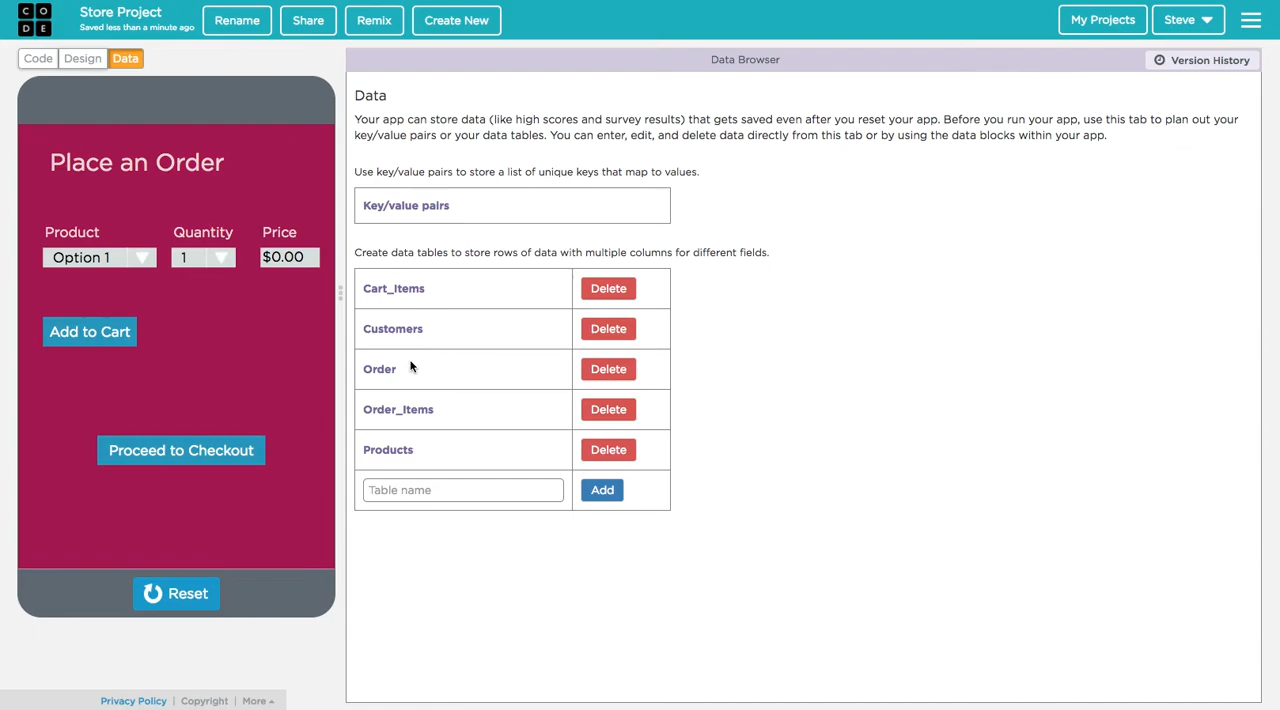 C O
D E
Store Project
Saved less than a minute ago
Rename
Share
Remix
Create New
My Projects
Steve
Code
Design
Data
Data Browser
Version History
Place an Order
Product
Quantity
Price
Option 1
1
$0.00
Add to Cart
Proceed to Checkout
Reset
Data
Your app can store data (like high scores and survey results) that gets saved even after you reset your app. Before you run your app, use this tab to plan out your
key/value pairs or your data tables. You can enter, edit, and delete data directly from this tab or by using the data blocks within your app.
Use key/value pairs to store a list of unique keys that map to values.
Key/value pairs
Create data tables to store rows of data with multiple columns for different fields.
Cart_Items
Delete
Customers
Delete
Order
Delete
Order_Items
Delete
Products
Delete
Table name
Add
Privacy Policy | Copyright | More